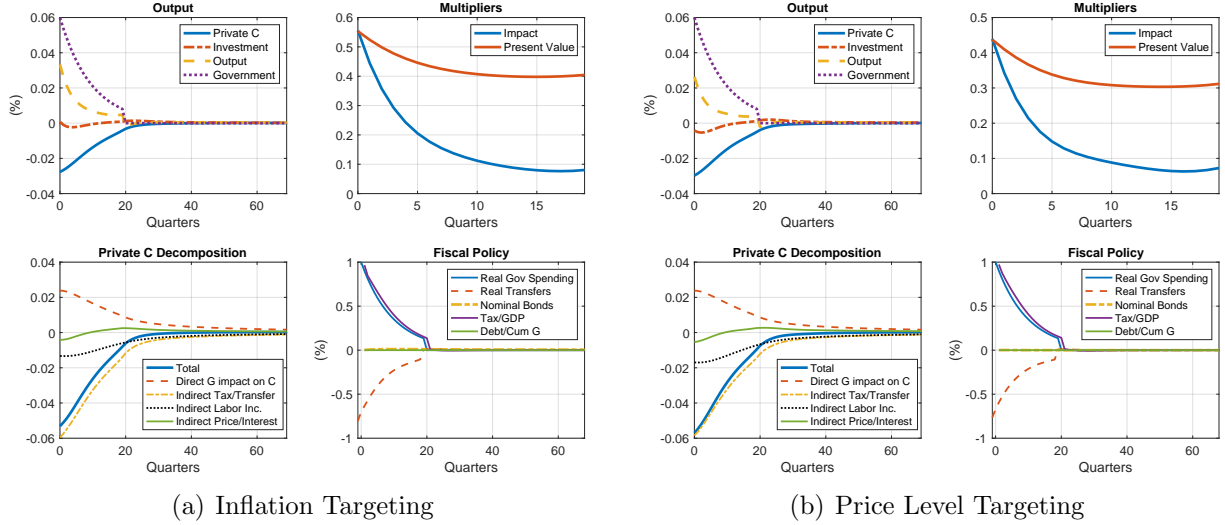 Output
0.06
0.04
0.02
0
-0.02
-0.04
(%)
0
20
40
60
Quarters
Private C
Investment
Output
Government
Multipliers
0.6
0.5
0.4
0.3
0.2
0.1
0
0
5
10
15
Quarters
Impact
Present Value
Private C Decomposition
0.04
0.02
0
-0.02
-0.04
-0.06
0
20
40
60
Quarters
Total
Direct G impact on C
Indirect Tax/Transfer
Indirect Labor Inc.
Indirect Price/Interest
Fiscal Policy
1
0.5
0
-0.5
-1
(%)
0
20
40
60
Quarters
Real Gov Spending
Real Transfers
Nominal Bonds
Tax/GDP
Debt/Cum G
(a) Inflation Targeting
Output
0.06
0.04
0.02
0
-0.02
-0.04
(%)
0
20
40
60
Quarters
Private C
Investment
Output
Government
Multipliers
0.5
0.4
0.3
0.2
0.1
0
0
5
10
15
Quarters
Impact
Present Value
Private C Decomposition
0.04
0.02
0
-0.02
-0.04
-0.06
0
20
40
60
Quarters
Total
Direct G impact on C
Indirect Tax/Transfer
Indirect Labor Inc.
Indirect Price/Interest
Fiscal Policy
1
0.5
0
-0.5
-1
(%)
0
20
40
60
Quarters
Real Gov Spending
Real Transfers
Nominal Bonds
Tax/GDP
Debt/Cum G
(b) Price Level Targeting